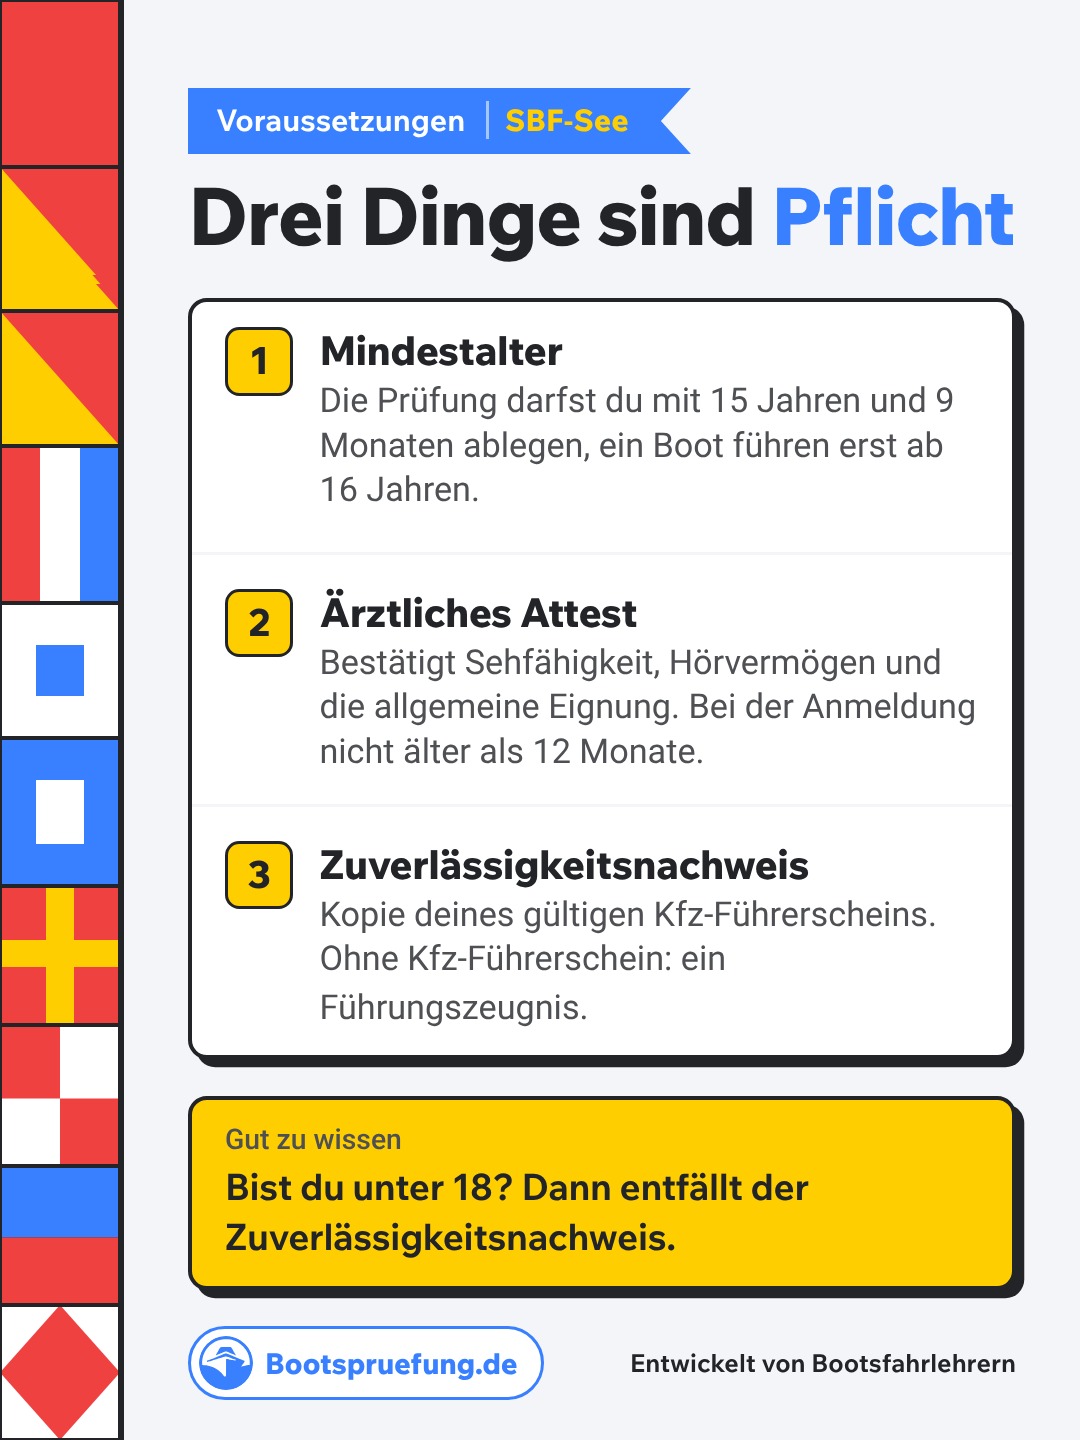 Voraussetzungen | SBF-See
Drei Dinge sind Pflicht
1 Mindestalter
Die Prüfung darfst du mit 15 Jahren und 9
Monaten ablegen, ein Boot führen erst ab
16 Jahren.
2 Ärztliches Attest
Bestätigt Sehfähigkeit, Hörvermögen und
die allgemeine Eignung. Bei der Anmeldung
nicht älter als 12 Monate.
3 Zuverlässigkeitsnachweis
Kopie deines gültigen Kfz-Führerscheins.
Ohne Kfz-Führerschein: ein
Führungszeugnis.
Gut zu wissen
Bist du unter 18? Dann entfällt der
Zuverlässigkeitsnachweis.
Bootspruefung.de
Entwickelt von Bootsfahrlehrern